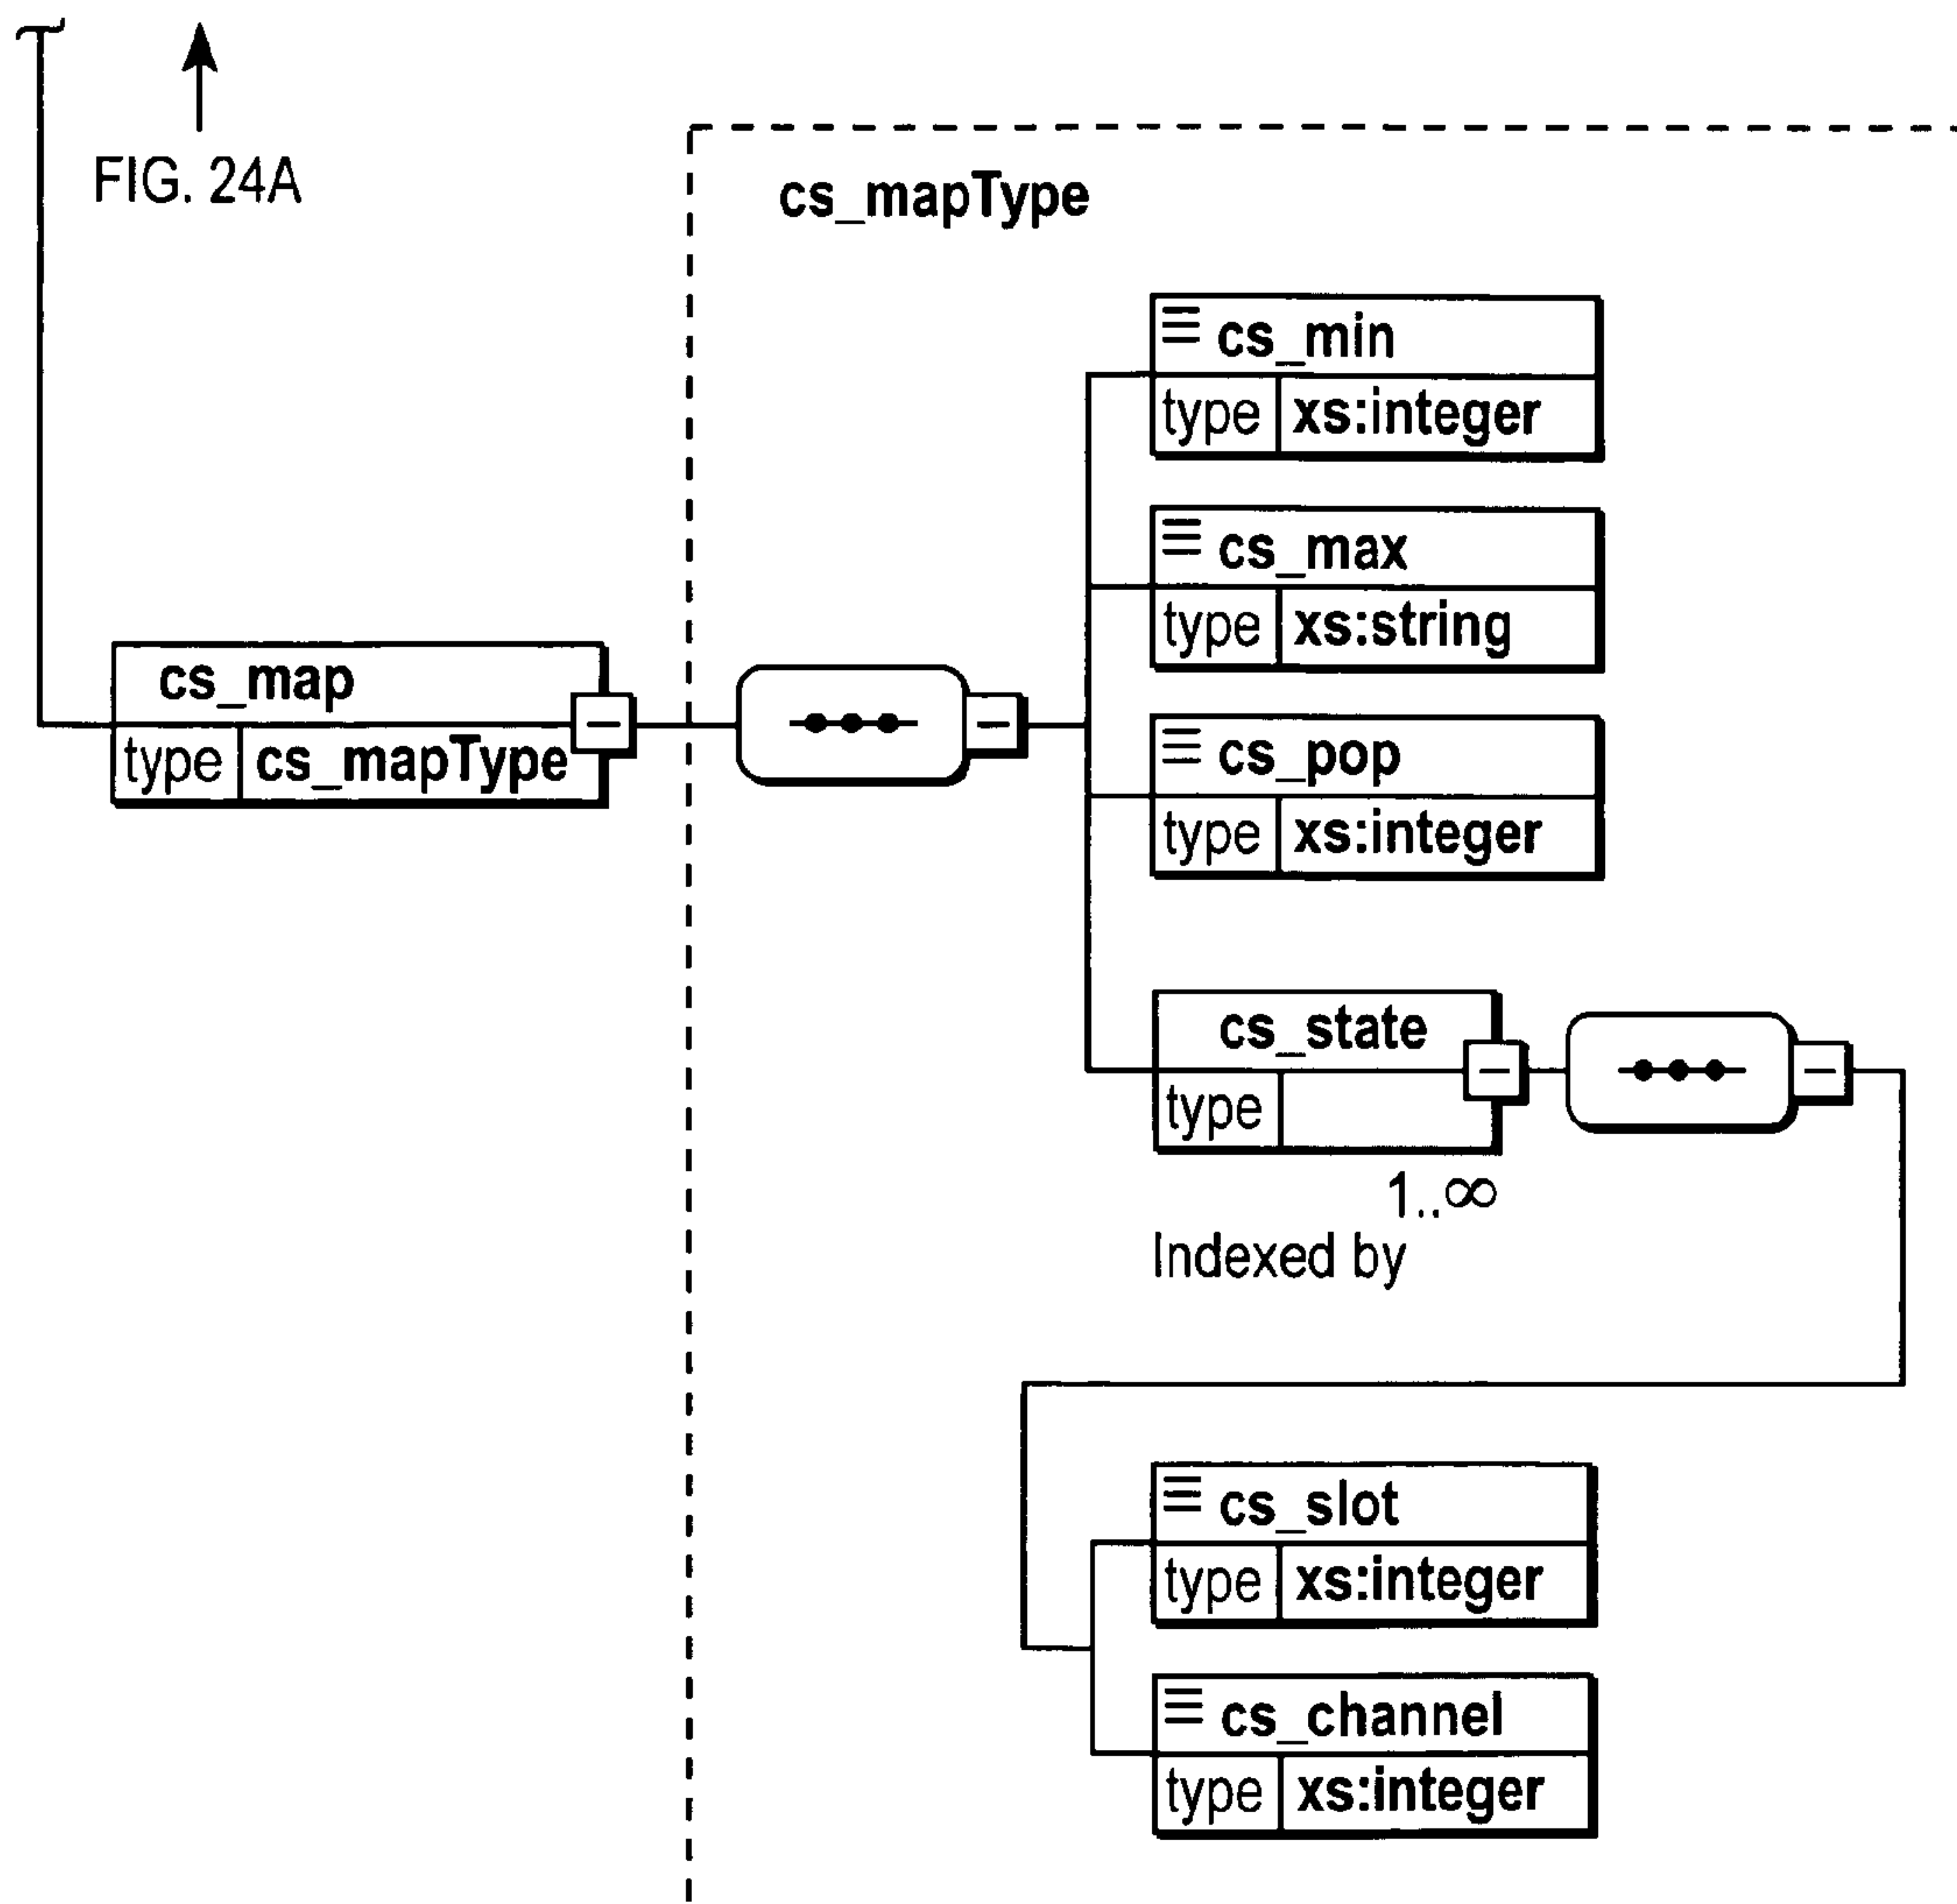 FIG. 24A
cs_mapType
cs_min
type xs:integer
cs_max
type xs:string
cs_map
type cs_mapType
cs_pop
type xs:integer
cs_state
type
1..∞
Indexed by
cs_slot
type xs:integer
cs_channel
type xs:integer